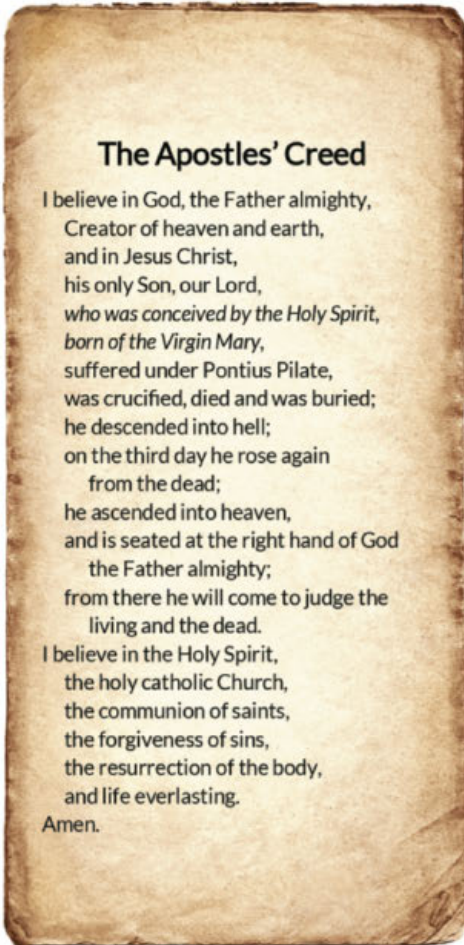 The Apostles’ Creed
I believe in God, the Father almighty,
Creator of heaven and earth,
and in Jesus Christ,
his only Son, our Lord,
who was conceived by the Holy Spirit,
born of the Virgin Mary,
suffered under Pontius Pilate,
was crucified, died and was buried;
he descended into hell;
on the third day he rose again
from the dead;
he ascended into heaven,
and is seated at the right hand of God
the Father almighty;
from there he will come to judge the
living and the dead.
I believe in the Holy Spirit,
the holy catholic Church,
the communion of saints,
the forgiveness of sins,
the resurrection of the body,
and life everlasting.
Amen.